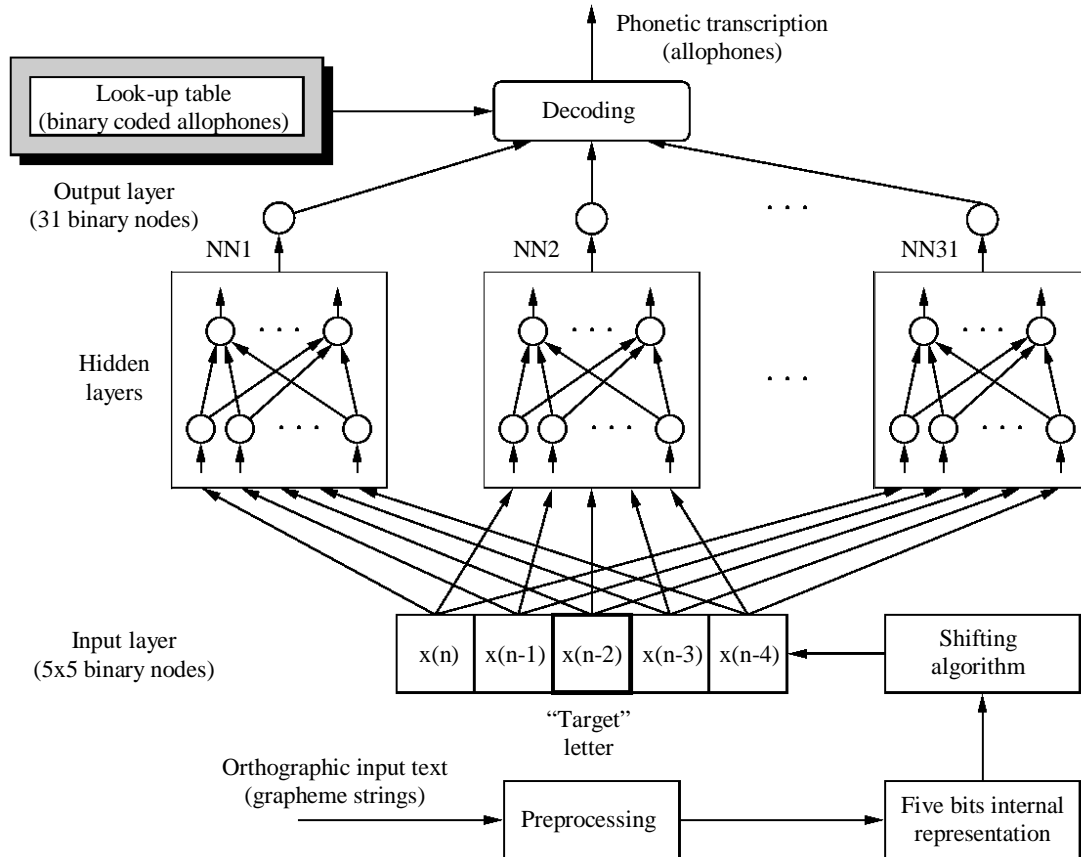 Phonetic transcription
(allophones)
Look-up table
(binary coded allophones)
Decoding
Output layer
(31 binary nodes)
. . .
NN1
NN2
NN31
. . .
. . .
. . .
Hidden
layers
. . .
. . .
. . .
. . .
Input layer
(5x5 binary nodes)
x(n)
x(n-1)
x(n-2)
x(n-3)
x(n-4)
Shifting
algorithm
“Target”
letter
Orthographic input text
(grapheme strings)
Preprocessing
Five bits internal
representation